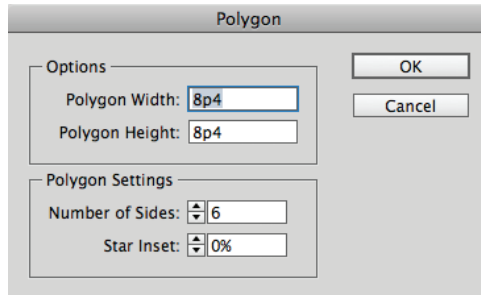 Polygon
Options
Polygon Width: 8p4
Polygon Height: 8p4
Polygon Settings
Number of Sides: 6
Star Inset: 0%
OK
Cancel